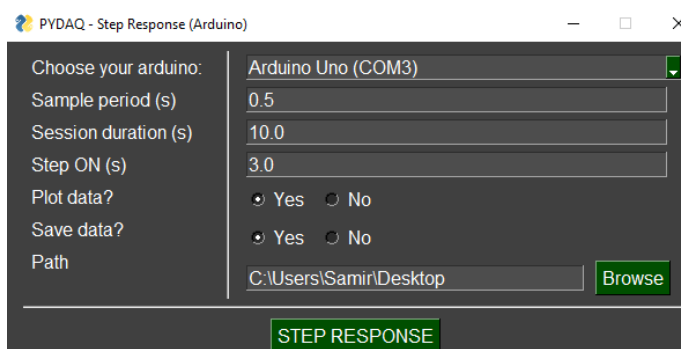 PYDAQ - Step Response (Arduino)
Choose your arduino: Arduino Uno (COM3)
Sample period (s) 0.5
Session duration (s) 10.0
Step ON (s) 3.0
Plot data? Yes No
Save data? Yes No
Path C:\Users\Samir\Desktop Browse
STEP RESPONSE